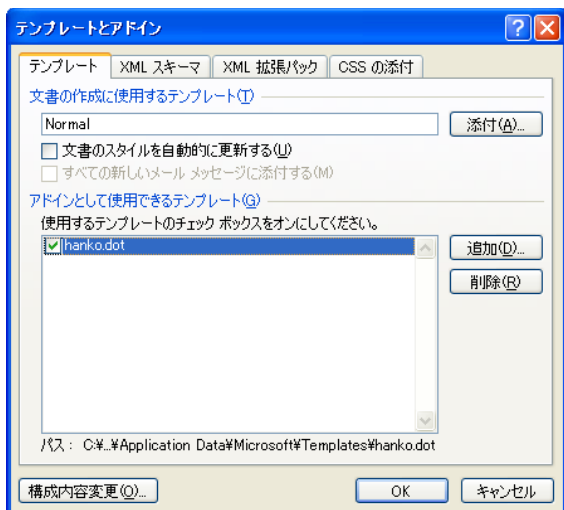 テンプレートとアドイン
テンプレート XML スキーマ XML 拡張パック CSS の添付
文書の作成に使用するテンプレート(T)
Normal 添付(A)...
文書のスタイルを自動的に更新する(U)
すべての新しいメール メッセージに添付する(M)
アドインとして使用できるテンプレート(G)
使用するテンプレートのチェック ボックスをオンにしてください。
hanko.dot 追加(D)...
削除(R)
パス： C:¥...¥Application Data¥Microsoft¥Templates¥hanko.dot
構成内容変更(O)... OK キャンセル